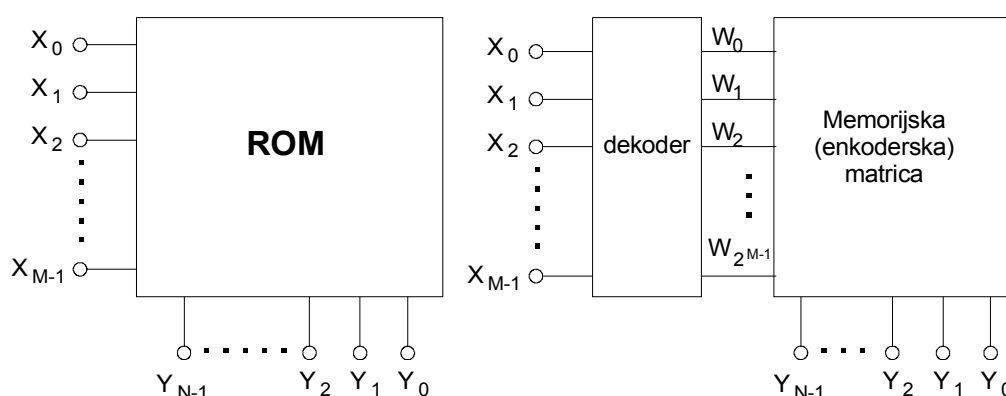 X0
X1
X2
XM-1
ROM
YN-1 Y2 Y1 Y0
X0
X1
X2
XM-1
dekoder
W0
W1
W2
W2M-1
Memorijska
(enkoderska)
matrica
YN-1 Y2 Y1 Y0